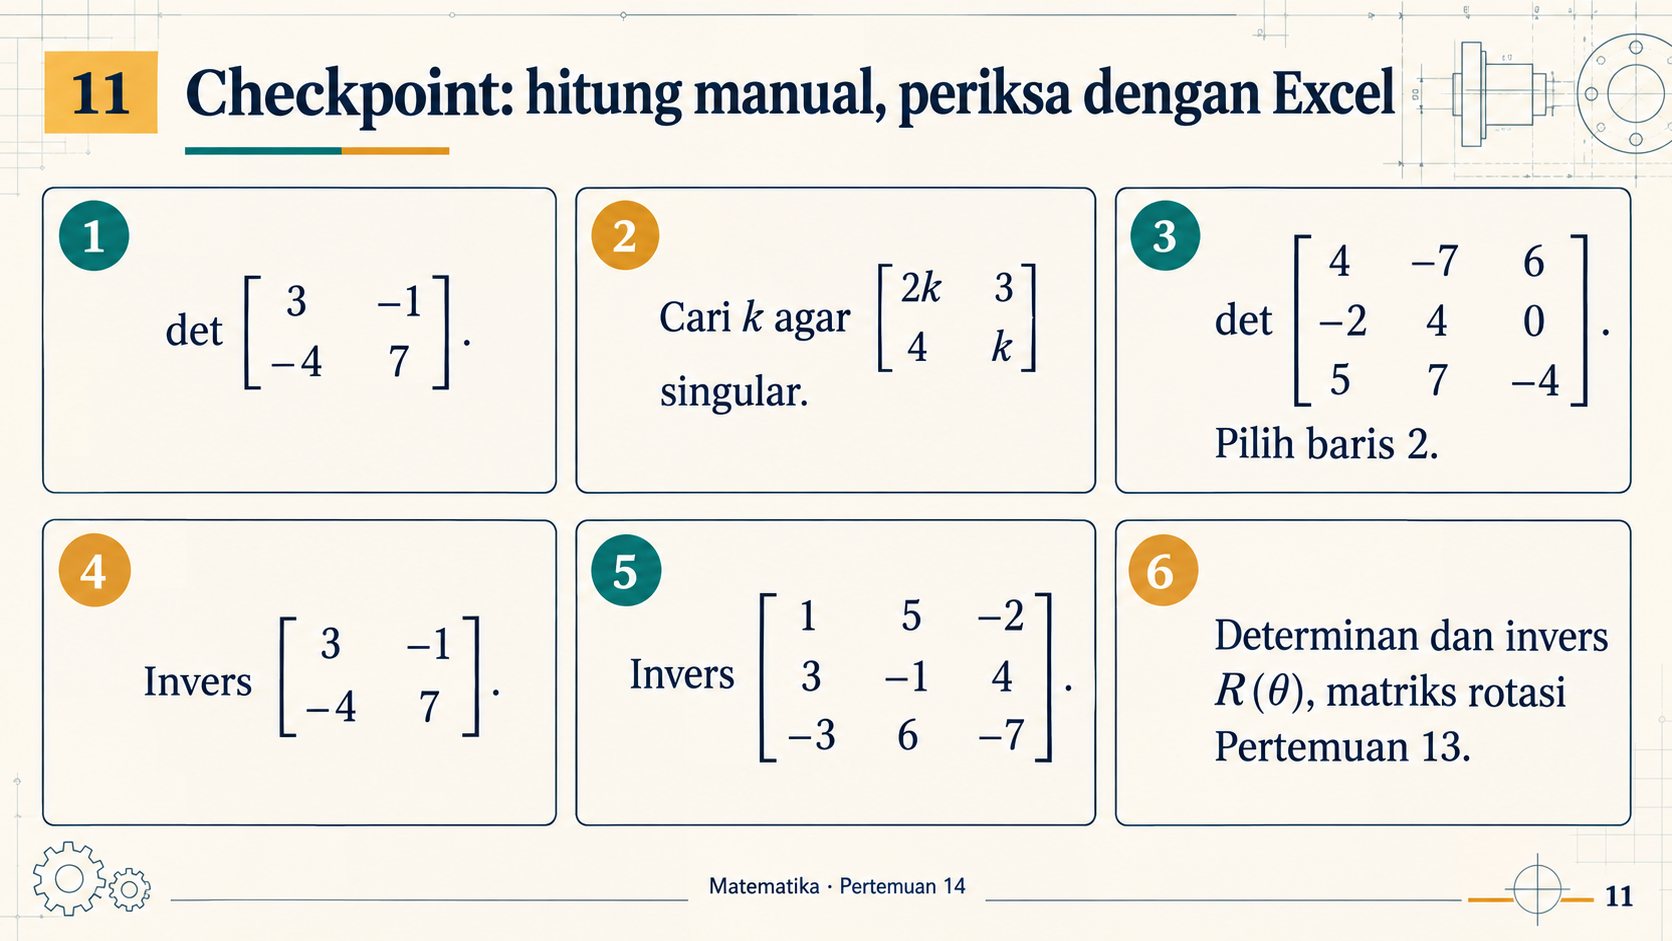 11
Checkpoint: hitung manual, periksa dengan Excel
1
det [ 3 −1
−4 7 ].
2
Cari k agar [ 2k 3
4 k ]
singular.
3
det [ 4 −7 6
−2 4 0
5 7 −4 ].
Pilih baris 2.
4
Invers [ 3 −1
−4 7 ].
5
Invers [ 1 5 −2
3 −1 4
−3 6 −7 ].
6
Determinan dan invers
R(θ), matriks rotasi
Pertemuan 13.
Matematika · Pertemuan 14
11